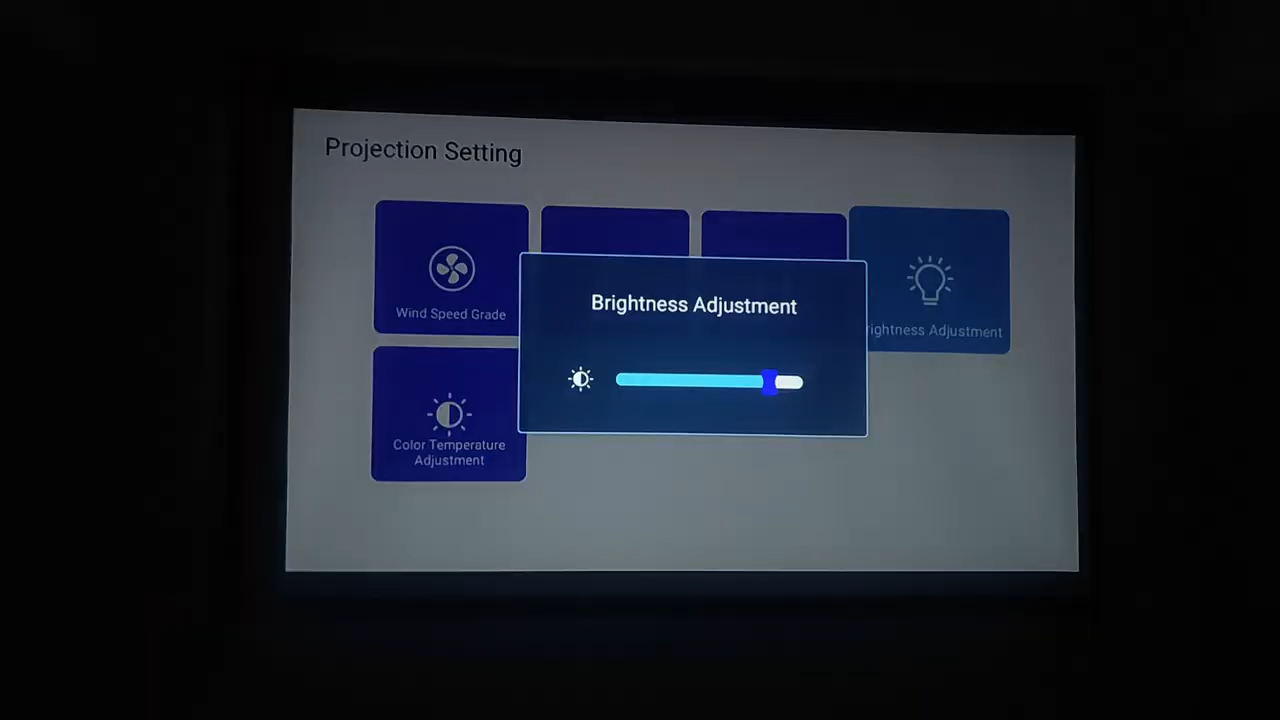 Projection Setting
Wind Speed Grade
Brightness Adjustment
rightness Adjustment
Color Temperature
Adjustment